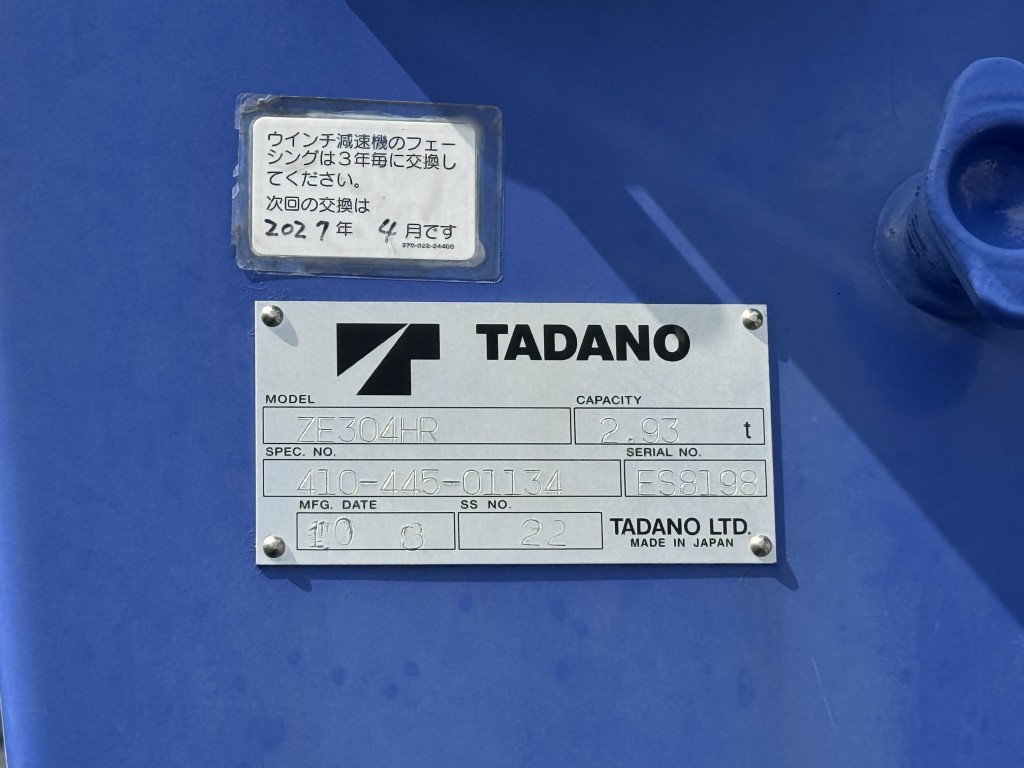 ウインチ減速機のフェー
シングは３年毎に交換し
てください。
次回の交換は
2027年 4月です
370-022-24400
TADANO
MODEL CAPACITY
ZE304HR 2.93 t
SPEC. NO. SERIAL NO.
410-445-01134 ES8198
MFG. DATE SS NO.
10 8 22 TADANO LTD.
MADE IN JAPAN